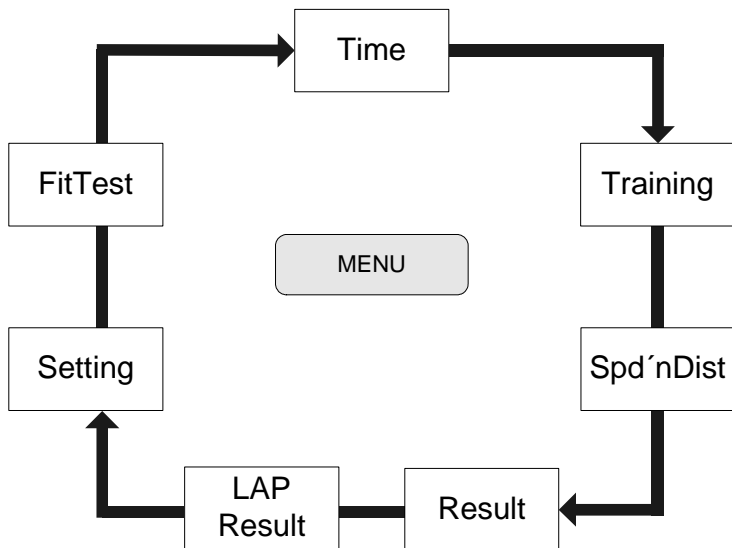 Time
FitTest
Training
MENU
Setting
Spd´nDist
LAP
Result
Result